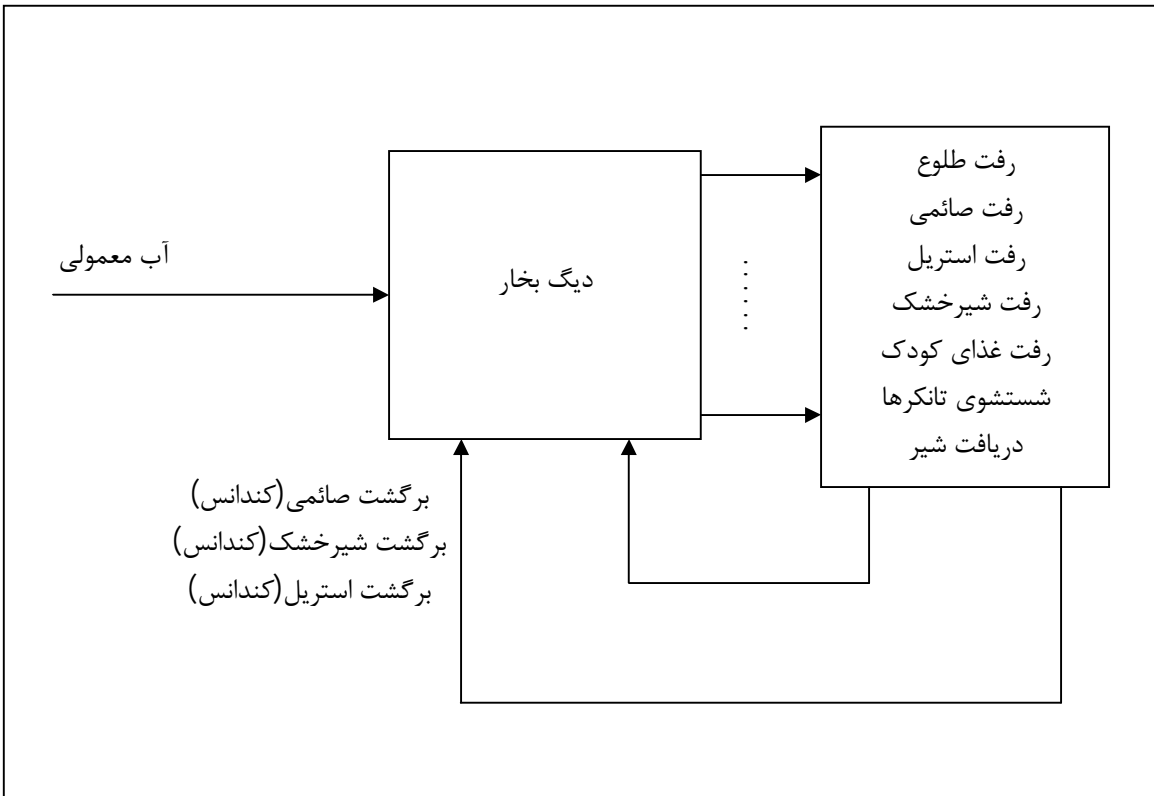 رفت طلوع
رفت صائمی
رفت استریل
رفت شیرخشک
رفت غذای کودک
شستشوی تانکرها
دریافت شیر
دیگ بخار
آب معمولی
برگشت صائمی(کندانس)
برگشت شیرخشک(کندانس)
برگشت استریل(کندانس)